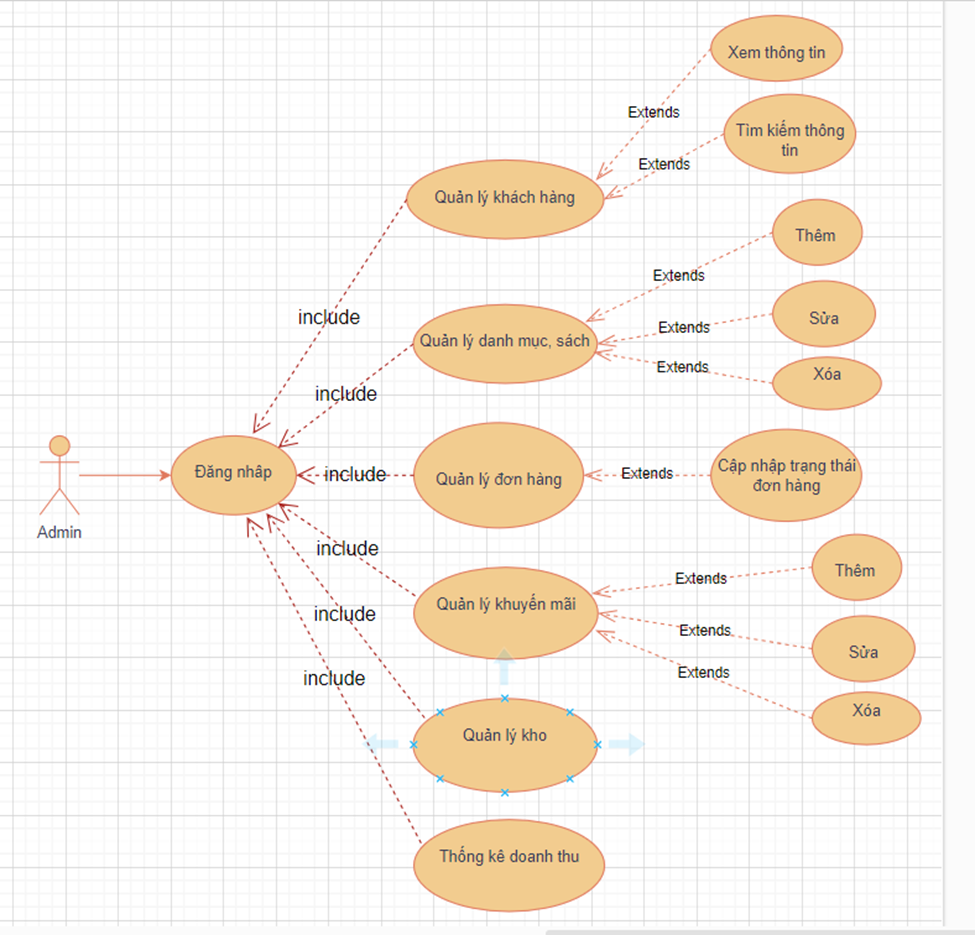 Xem thông tin
Extends
Tìm kiếm thông
tin
Extends
Quản lý khách hàng
Thêm
Extends
include
Sửa
Extends
Quản lý danh mục, sách
Extends
Xóa
include
Đăng nhâp
include
Quản lý đơn hàng
Extends
Cập nhập trạng thái
đơn hàng
Admin
include
Extends
Thêm
Quản lý khuyến mãi
include
Extends
Sửa
include
Extends
Xóa
Quản lý kho
Thống kê doanh thu